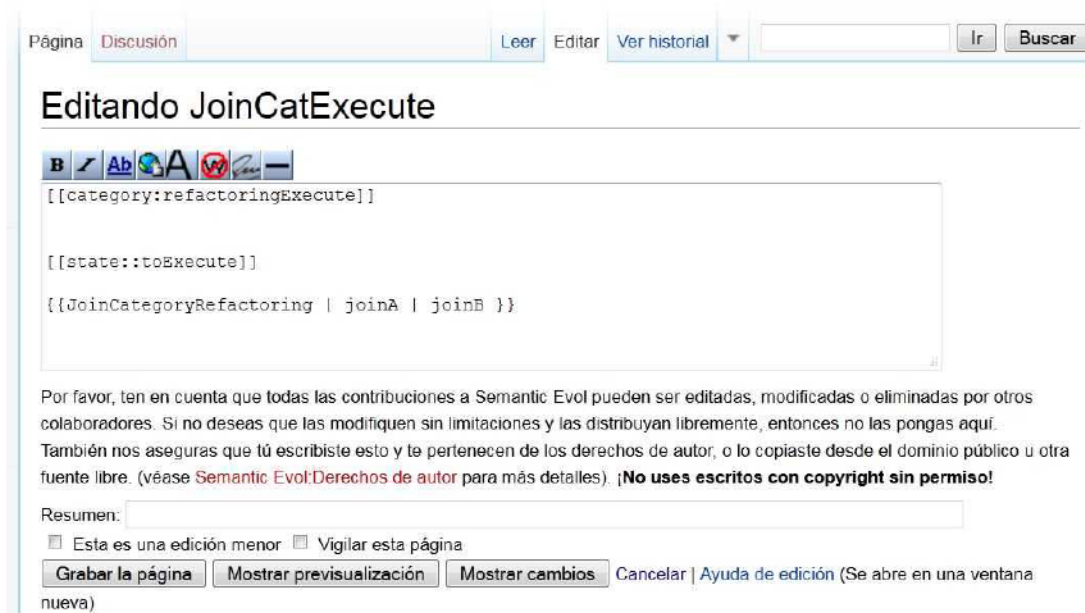 Página Discusión Leer Editar Ver historial Ir Buscar
Editando JoinCatExecute
B I Ab A W
[[category:refactoringExecute]]
[[state::toExecute]]
{{JoinCategoryRefactoring | joinA | joinB }}
Por favor, ten en cuenta que todas las contribuciones a Semantic Evol pueden ser editadas, modificadas o eliminadas por otros
colaboradores. Si no deseas que las modifiquen sin limitaciones y las distribuyan libremente, entonces no las pongas aquí.
También nos aseguras que tú escribiste esto y te pertenecen de los derechos de autor, o lo copiaste desde el dominio público u otra
fuente libre. (véase Semantic Evol:Derechos de autor para más detalles). ¡No uses escritos con copyright sin permiso!
Resumen:
Esta es una edición menor Vigilar esta página
Grabar la página Mostrar previsualización Mostrar cambios Cancelar | Ayuda de edición (Se abre en una ventana
nueva)